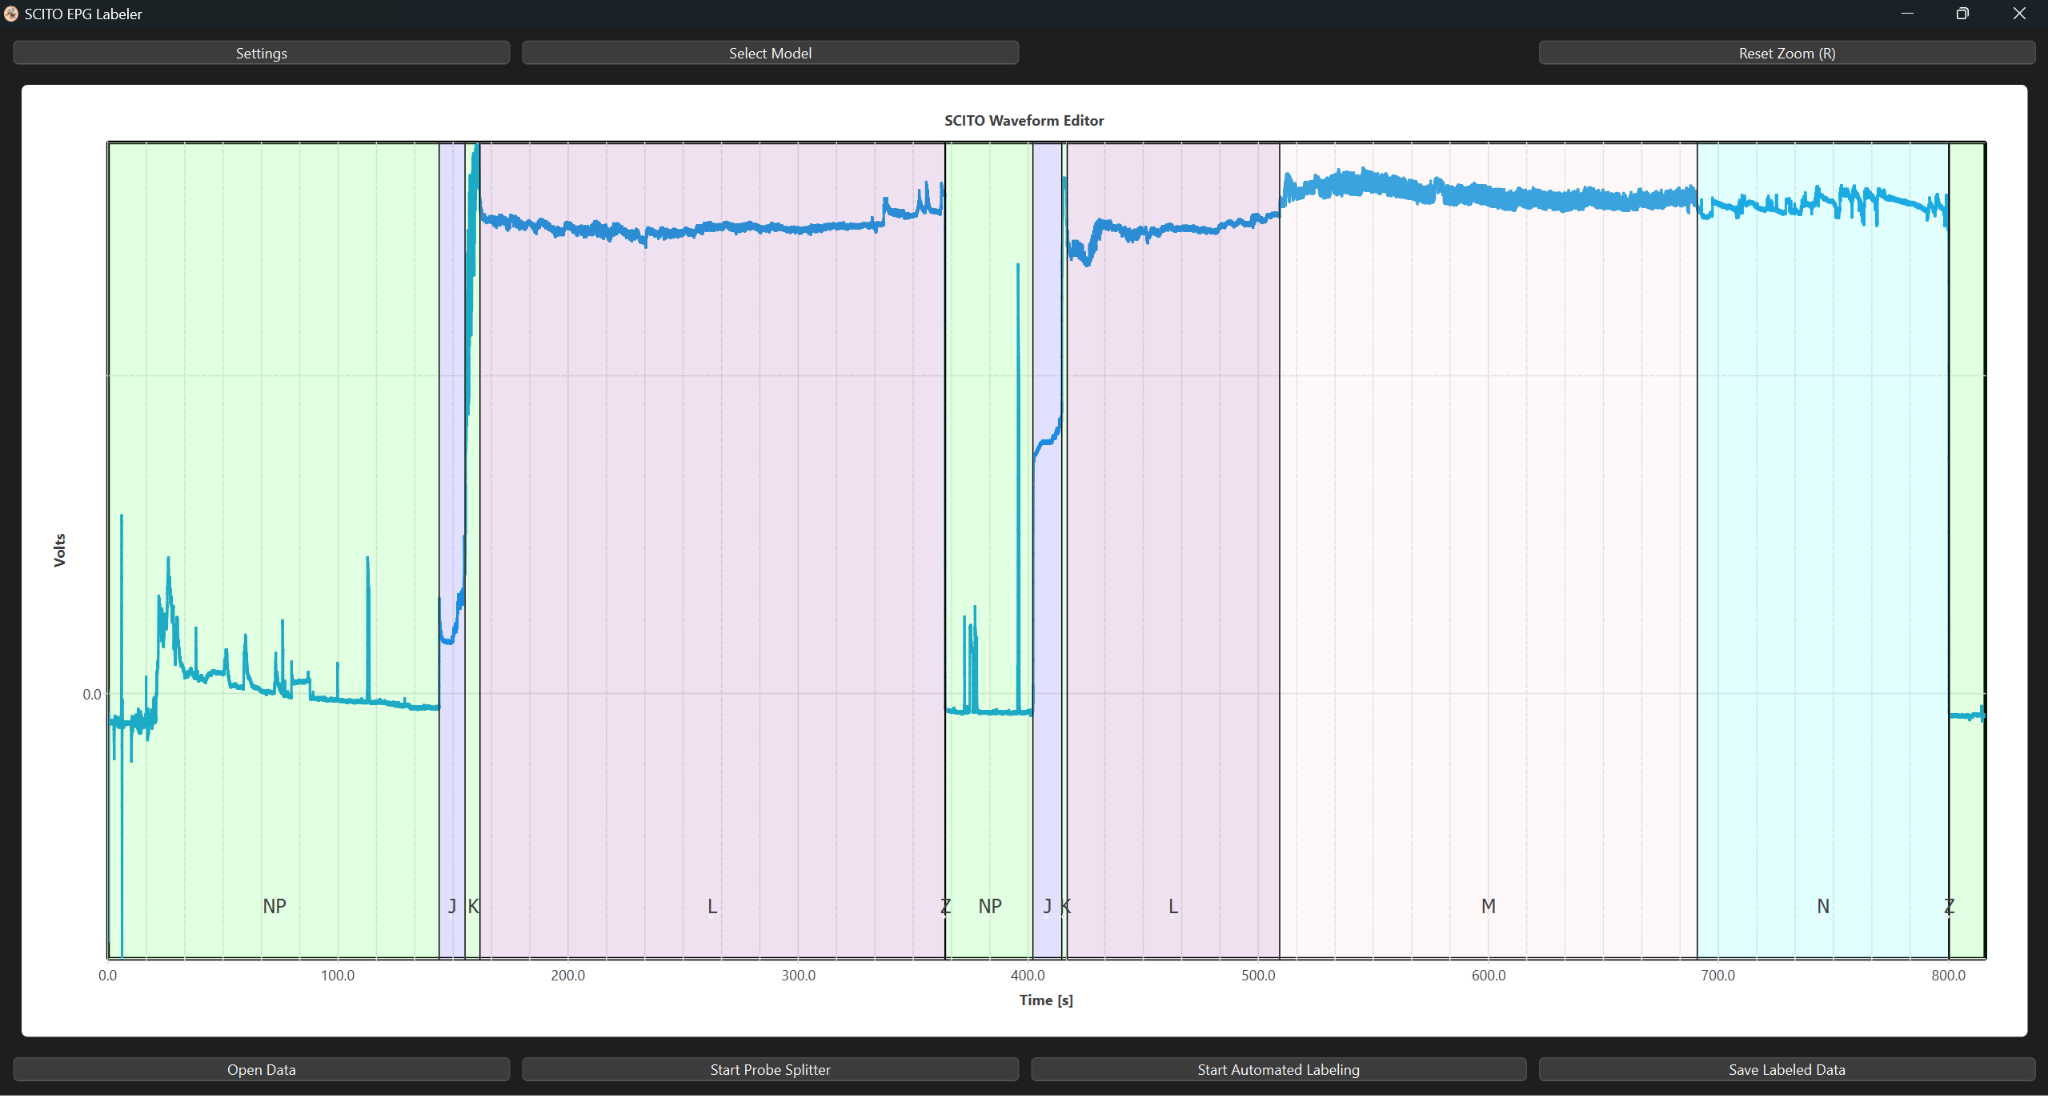 SCITO EPG Labeler
Settings
Select Model
Reset Zoom (R)
SCITO Waveform Editor
Volts
0.0
NP J K L Z NP J K L M N Z
0.0 100.0 200.0 300.0 400.0 500.0 600.0 700.0 800.0
Time [s]
Open Data
Start Probe Splitter
Start Automated Labeling
Save Labeled Data